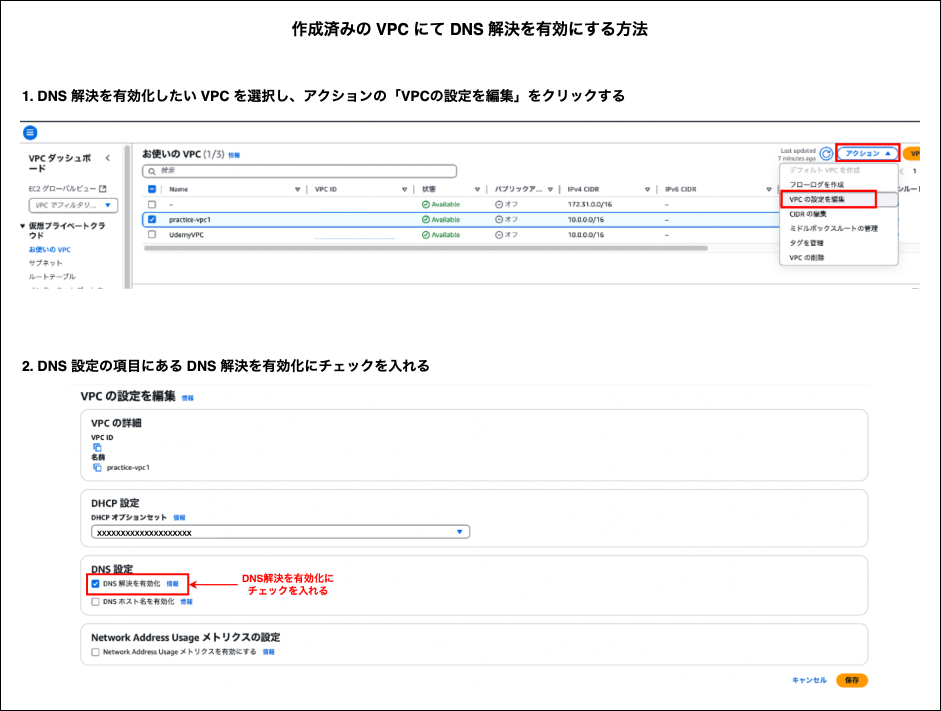 作成済みの VPC にて DNS 解決を有効にする方法
1. DNS 解決を有効化したい VPC を選択し、アクションの「VPCの設定を編集」をクリックする
VPC ダッシュボ
ード
EC2 グローバルビュー
VPC でフィルタリ...
仮想プライベートクラ
ウド
お使いの VPC
サブネット
ルートテーブル
お使いの VPC (1/3) 情報
検索
Last updated
7 minutes ago
アクション
VP
Name VPC ID 状態 パブリックア... IPv4 CIDR IPv6 CIDR
– Available オフ 172.31.0.0/16 –
practice-vpc1 Available オフ 10.0.0.0/16 –
UdemyVPC Available オフ 10.0.0.0/16 –
デフォルト VPC を作成
フローログを作成
VPC の設定を編集
CIDR の編集
ミドルボックスルートの管理
タグを管理
VPC の削除
1
ンルート
2. DNS 設定の項目にある DNS 解決を有効化にチェックを入れる
VPC の設定を編集 情報
VPC の詳細
VPC ID
名前
practice-vpc1
DHCP 設定
DHCP オプションセット 情報
xxxxxxxxxxxxxxxxxxxx
DNS 設定
DNS 解決を有効化 情報
DNS解決を有効化に
チェックを入れる
DNS ホスト名を有効化 情報
Network Address Usage メトリクスの設定
Network Address Usage メトリクスを有効にする 情報
キャンセル 保存